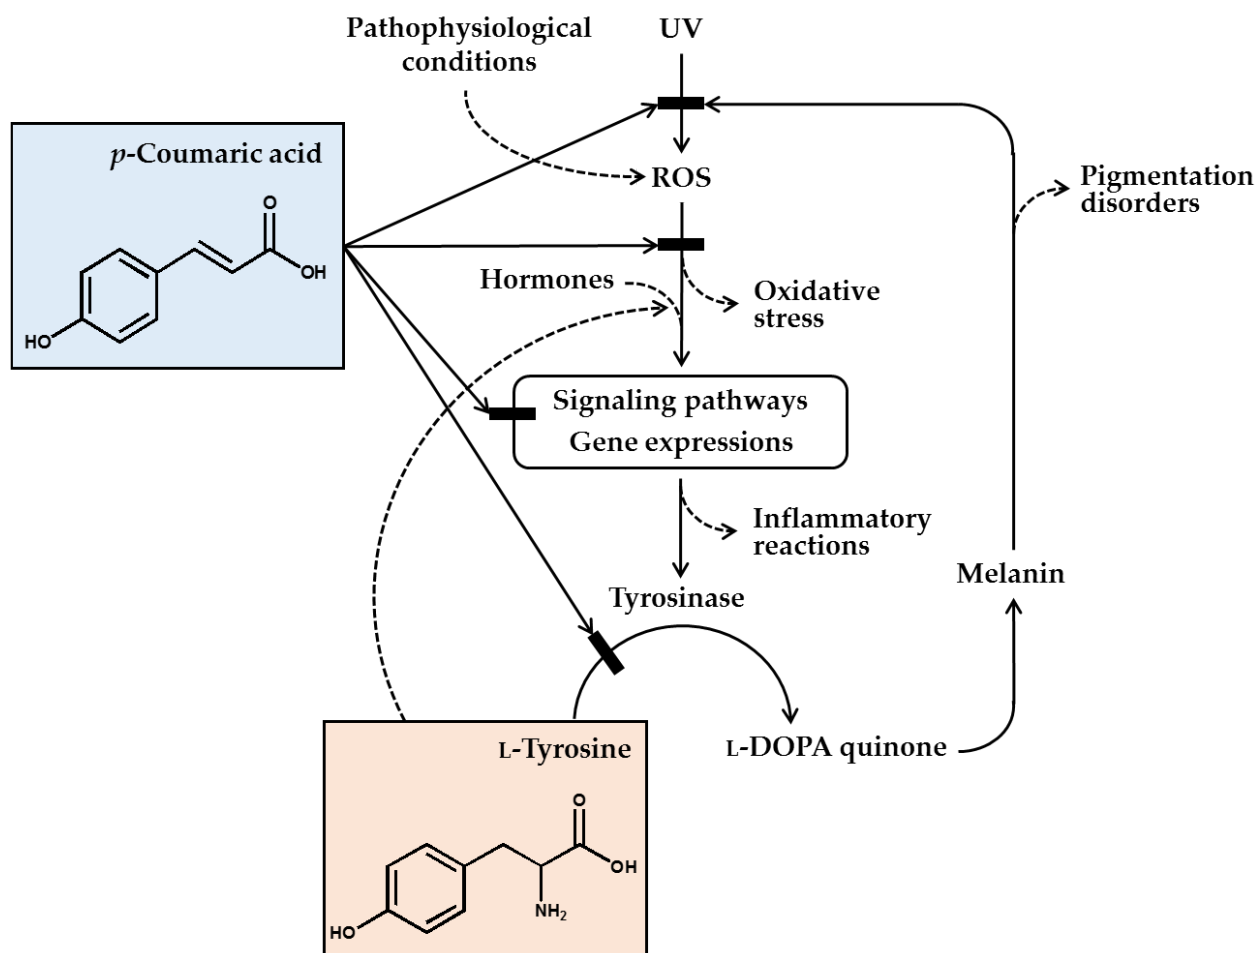 Pathophysiological
conditions
UV
p-Coumaric acid
O
OH
HO
ROS
Pigmentation
disorders
Hormones
Oxidative
stress
Signaling pathways
Gene expressions
Inflammatory
reactions
Melanin
Tyrosinase
L-Tyrosine
O
OH
NH₂
HO
L-DOPA quinone